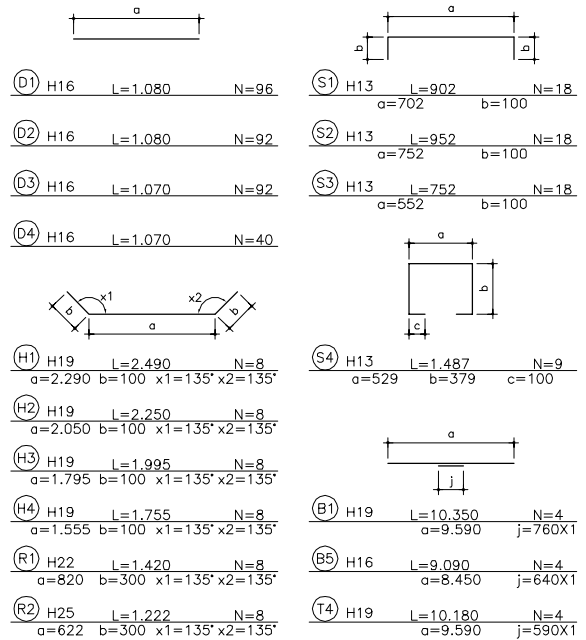 a
D1 H16 L=1.080 N=96
D2 H16 L=1.080 N=92
D3 H16 L=1.070 N=92
D4 H16 L=1.070 N=40
b x1 x2 b
a
H1 H19 L=2.490 N=8
a=2.290 b=100 x1=135° x2=135°
H2 H19 L=2.250 N=8
a=2.050 b=100 x1=135° x2=135°
H3 H19 L=1.995 N=8
a=1.795 b=100 x1=135° x2=135°
H4 H19 L=1.755 N=8
a=1.555 b=100 x1=135° x2=135°
R1 H22 L=1.420 N=8
a=820 b=300 x1=135° x2=135°
R2 H25 L=1.222 N=8
a=622 b=300 x1=135° x2=135°
a
b b
S1 H13 L=902 N=18
a=702 b=100
S2 H13 L=952 N=18
a=752 b=100
S3 H13 L=752 N=18
a=552 b=100
a
b
c
S4 H13 L=1.487 N=9
a=529 b=379 c=100
a
j
B1 H19 L=10.350 N=4
a=9.590 j=760X1
B5 H16 L=9.090 N=4
a=8.450 j=640X1
T4 H19 L=10.180 N=4
a=9.590 j=590X1